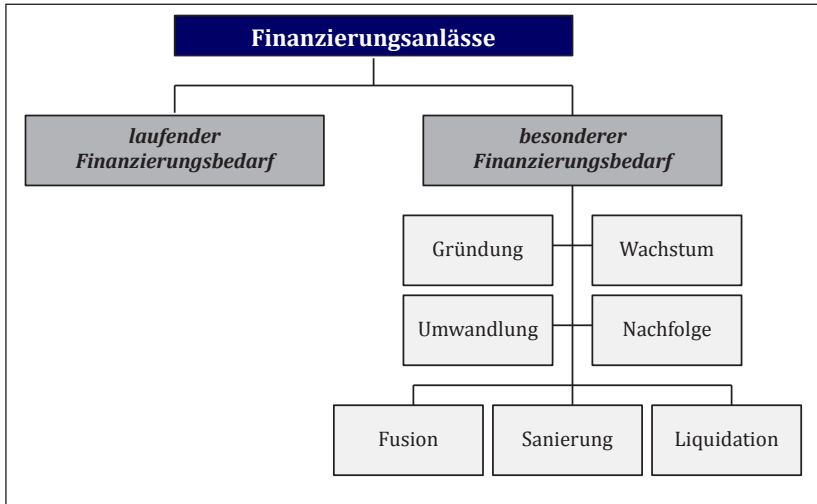 Finanzierungsanlässe
laufender
Finanzierungsbedarf
besonderer
Finanzierungsbedarf
Gründung
Wachstum
Umwandlung
Nachfolge
Fusion
Sanierung
Liquidation